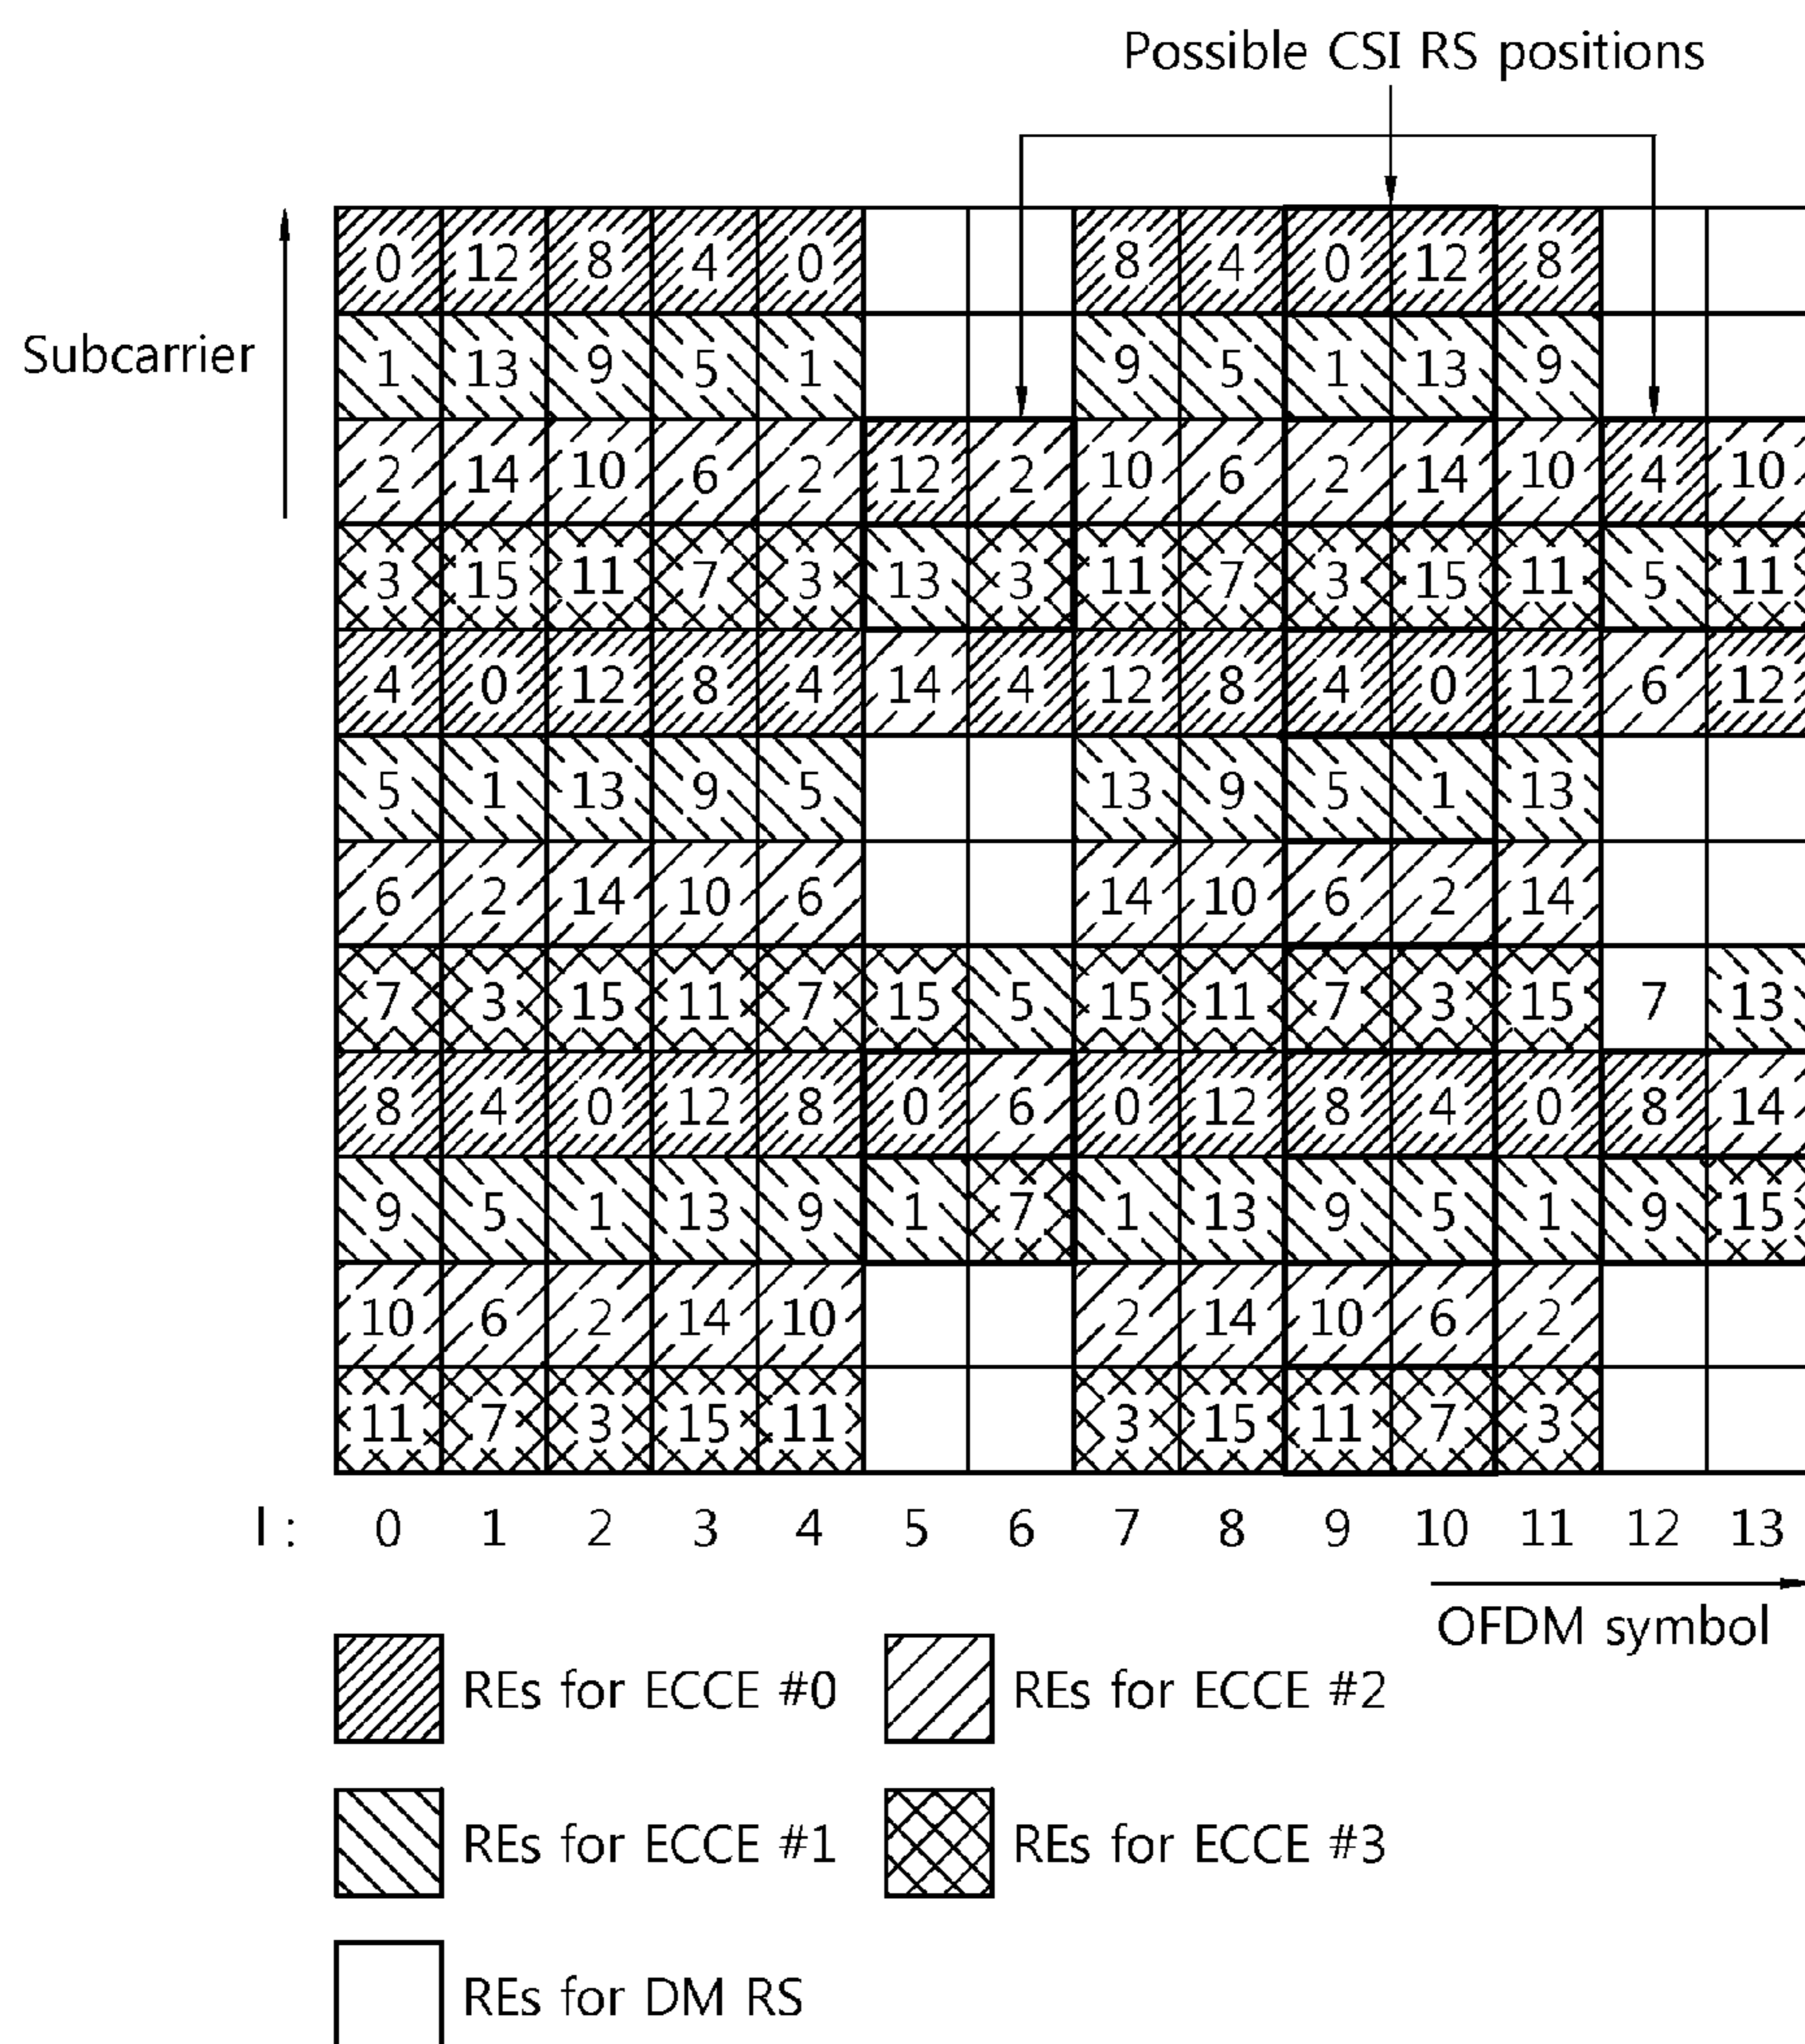 Possible CSI RS positions
0 12 8 4 0 8 4 0 12 8
Subcarrier
1 13 9 5 1 9 5 1 13 9
2 14 10 6 2 12 2 10 6 2 14 10 4 10
3 15 11 7 3 13 3 11 7 3 15 11 5 11
4 0 12 8 4 14 4 12 8 4 0 12 6 12
5 1 13 9 5 13 9 5 1 13
6 2 14 10 6 14 10 6 2 14
7 3 15 11 7 15 5 15 11 7 3 15 7 13
8 4 0 12 8 0 6 0 12 8 4 0 8 14
9 5 1 13 9 1 7 1 13 9 5 1 9 15
10 6 2 14 10 2 14 10 6 2
11 7 3 15 11 3 15 11 7 3
l : 0 1 2 3 4 5 6 7 8 9 10 11 12 13
OFDM symbol
REs for ECCE #0
REs for ECCE #2
REs for ECCE #1
REs for ECCE #3
REs for DM RS